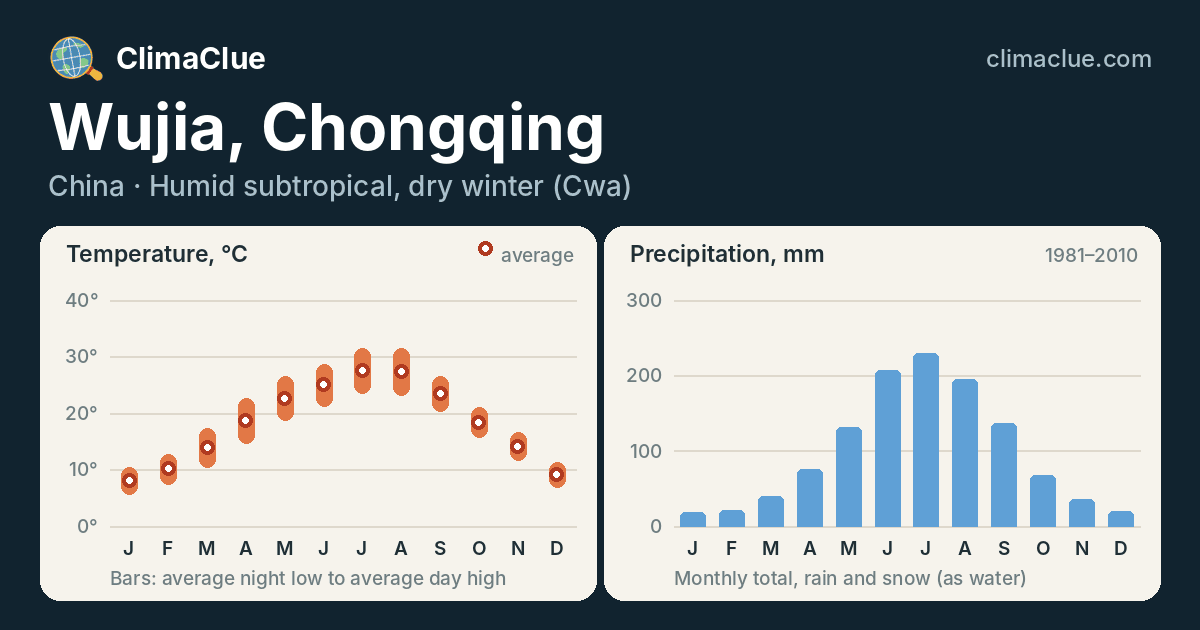 ClimaClue
climaclue.com
Wujia, Chongqing
China · Humid subtropical, dry winter (Cwa)
Temperature, °C
average
40°
30°
20°
10°
0°
J F M A M J J A S O N D
Bars: average night low to average day high
Precipitation, mm
1981–2010
300
200
100
0
J F M A M J J A S O N D
Monthly total, rain and snow (as water)